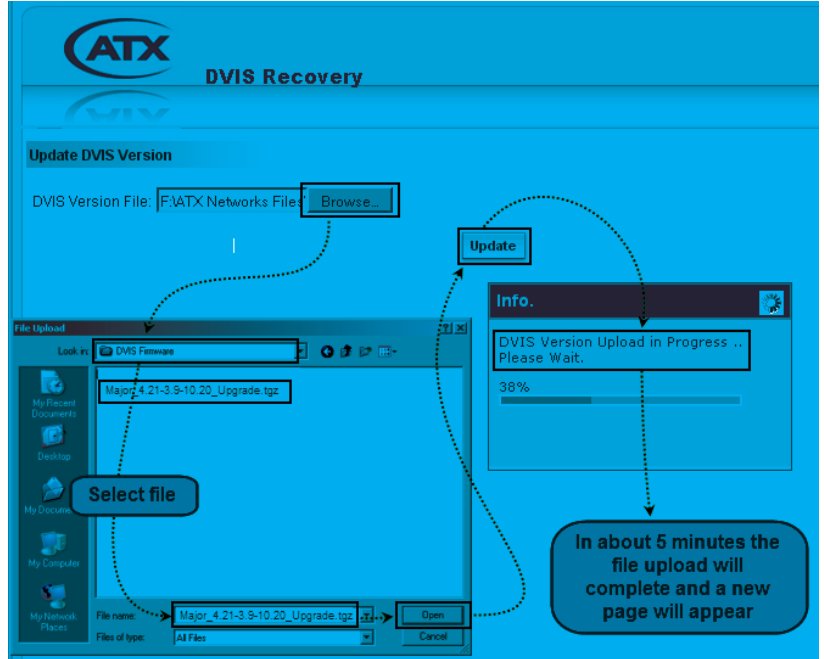 ATX
DVIS Recovery
Update DVIS Version
DVIS Version File: F:\ATX Networks Files' Browse...
Update
Info.
DVIS Version Upload in Progress ..
Please Wait.
38%
File Upload
Look in: DVIS Firmware
Major_4.21-3.9-10.20_Upgrade.tgz
My Recent
Documents
Desktop
Select file
My Docume
My Computer
My Network
Places
File name: Major_4.21-3.9-10.20_Upgrade.tgz Open
Files of type: All Files Cancel
In about 5 minutes the
file upload will
complete and a new
page will appear